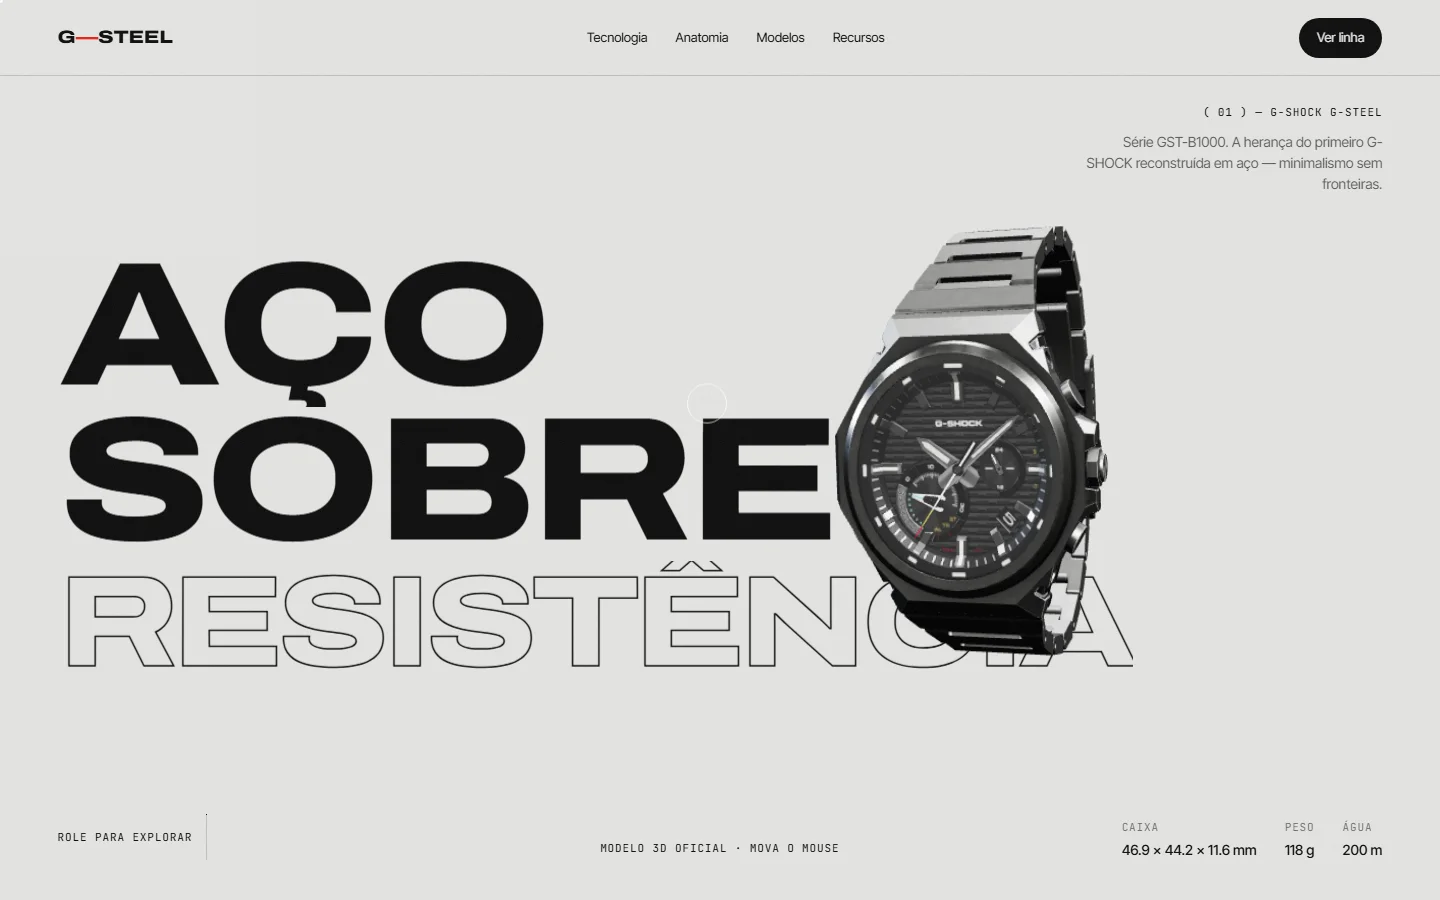 G—STEEL
Tecnologia
Anatomia
Modelos
Recursos
Ver linha
( 01 ) — G-SHOCK G-STEEL
Série GST-B1000. A herança do primeiro G-
SHOCK reconstruída em aço — minimalismo sem
fronteiras.
AÇO
SOBRE
RESISTÊNCIA
G-SHOCK
ROLE PARA EXPLORAR
MODELO 3D OFICIAL · MOVA O MOUSE
CAIXA
46.9 × 44.2 × 11.6 mm
PESO
118 g
ÁGUA
200 m